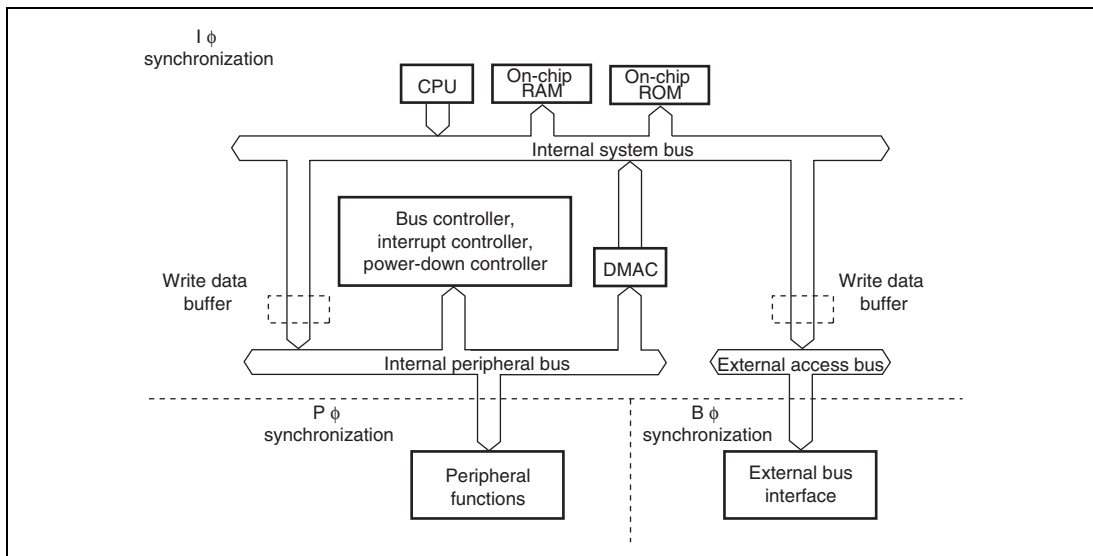 I ϕ
synchronization
CPU
On-chip
RAM
On-chip
ROM
Internal system bus
Bus controller,
interrupt controller,
power-down controller
DMAC
Write data
buffer
Write data
buffer
Internal peripheral bus
External access bus
P ϕ
synchronization
B ϕ
synchronization
Peripheral
functions
External bus
interface